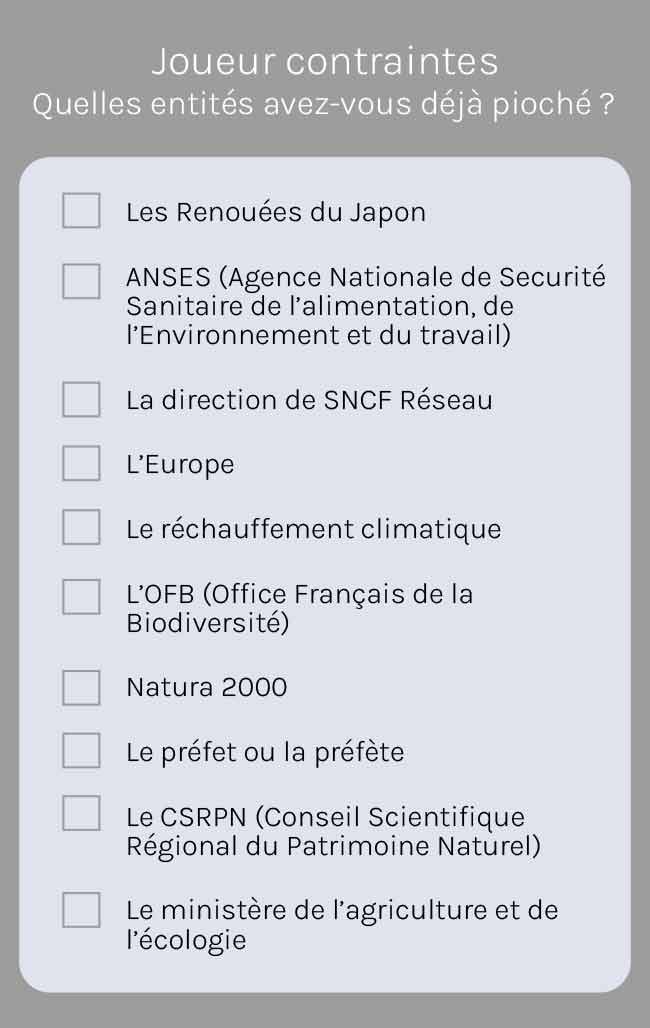 Joueur contraintes
Quelles entités avez-vous déjà pioché ?
Les Renouées du Japon
ANSES (Agence Nationale de Securité
Sanitaire de l'alimentation, de
l'Environnement et du travail)
La direction de SNCF Réseau
L'Europe
Le réchauffement climatique
L'OFB (Office Français de la
Biodiversité)
Natura 2000
Le préfet ou la préfète
Le CSRPN (Conseil Scientifique
Régional du Patrimoine Naturel)
Le ministère de l'agriculture et de
l'écologie